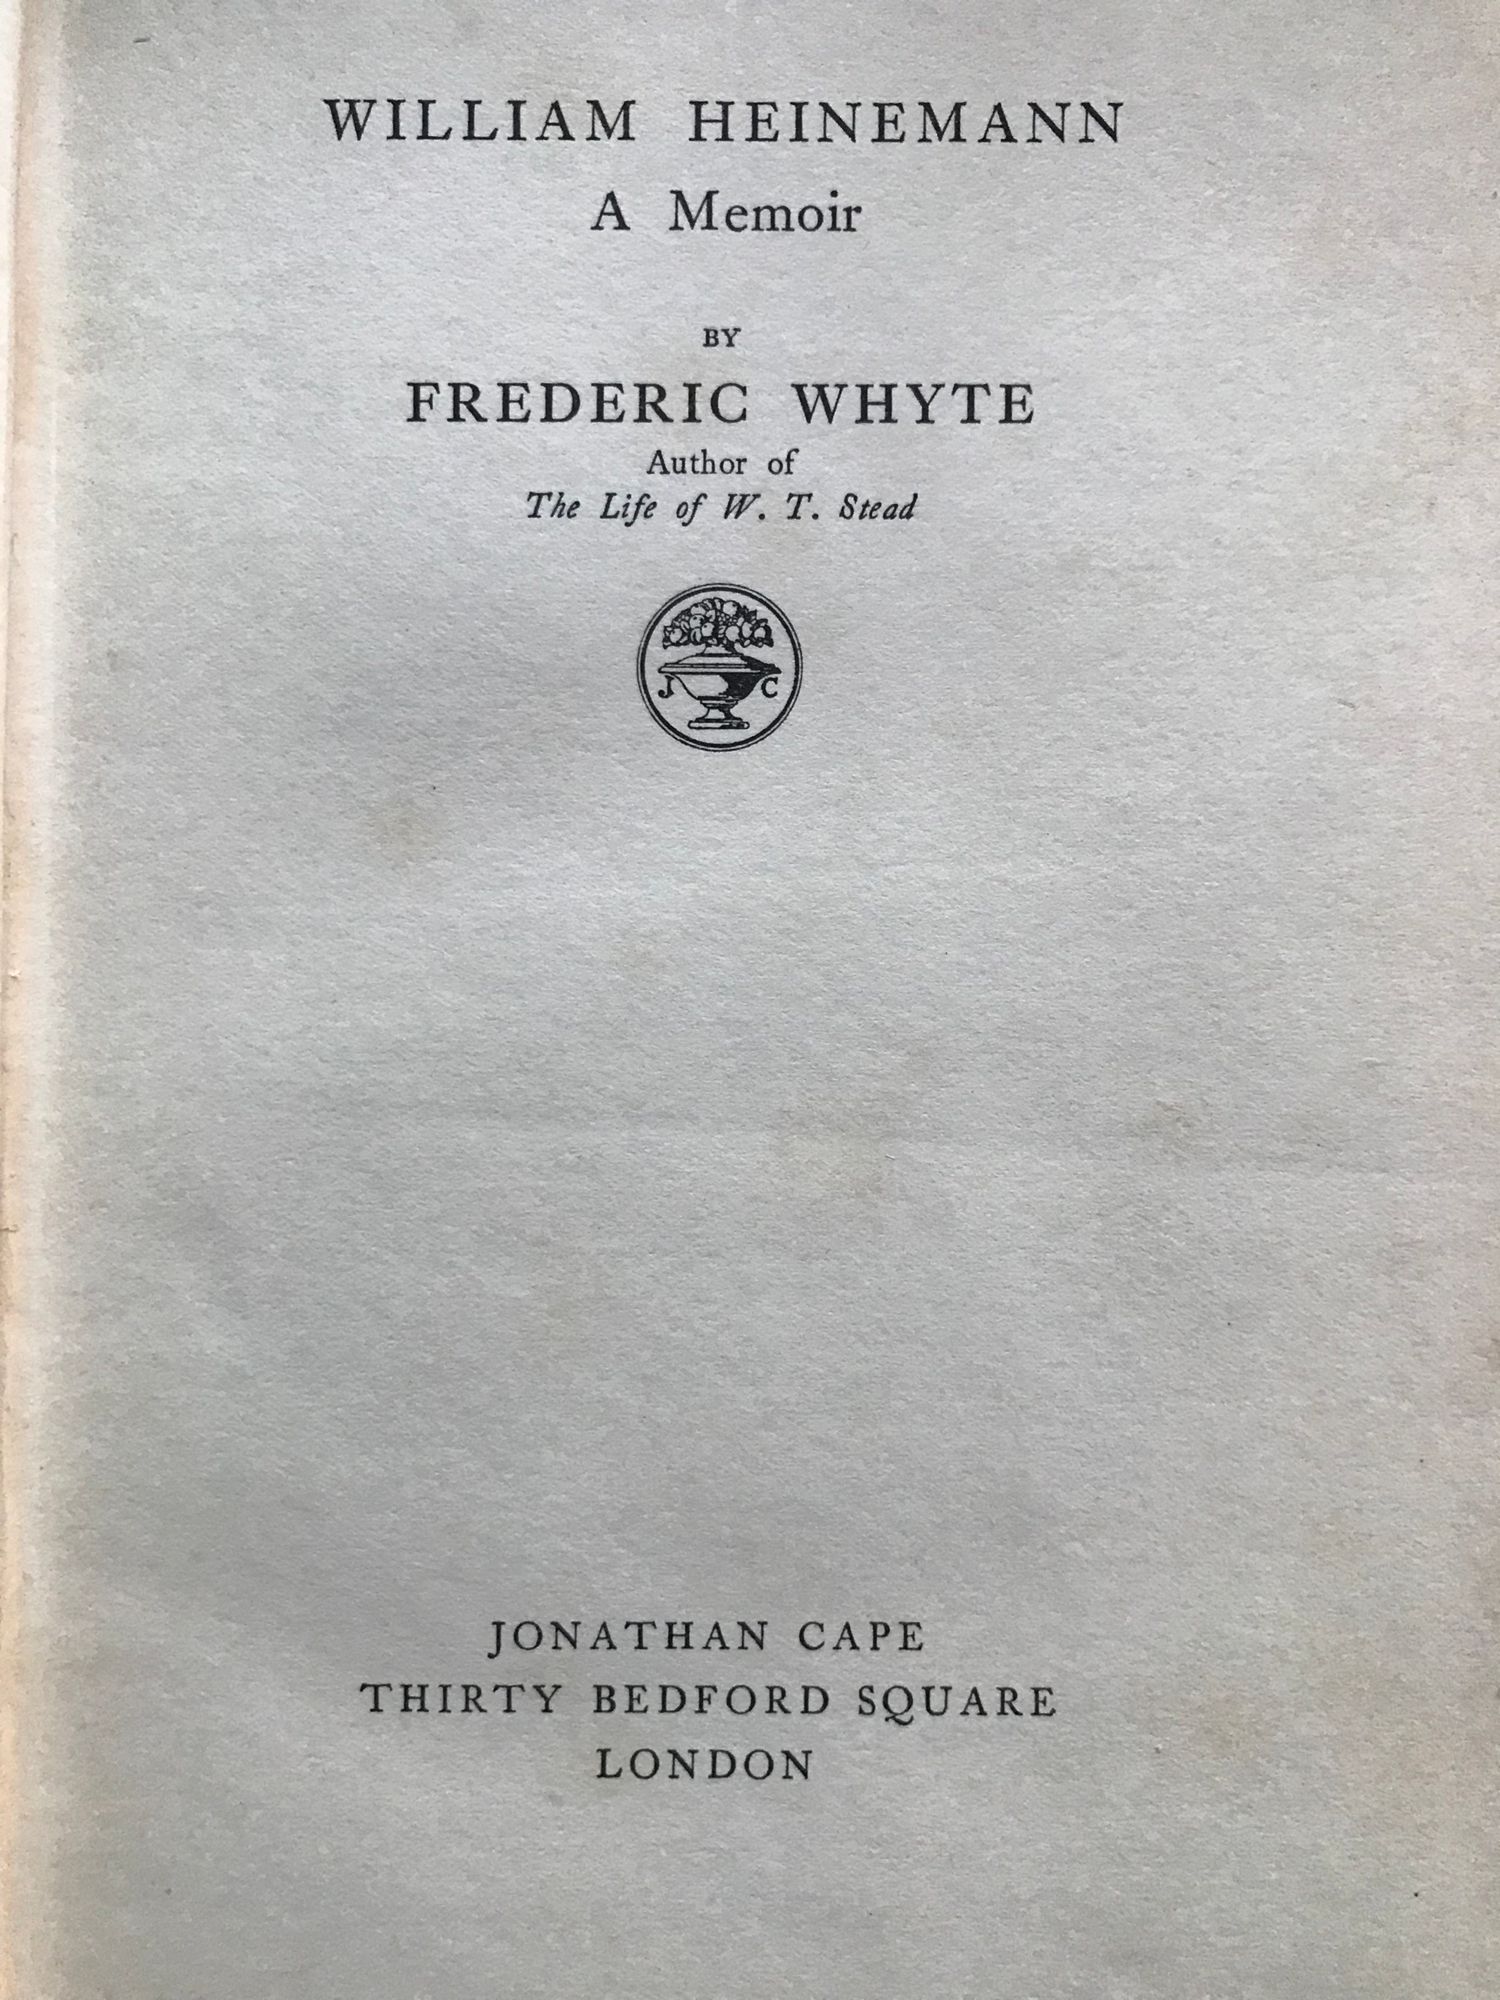 WILLIAM HEINEMANN
A Memoir
BY
FREDERIC WHYTE
Author of
The Life of W. T. Stead
J C
JONATHAN CAPE
THIRTY BEDFORD SQUARE
LONDON